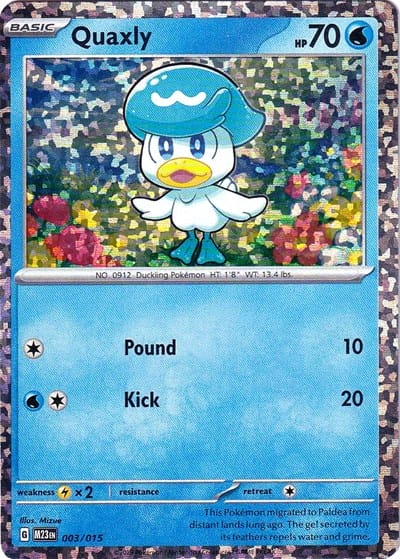 BASIC
Quaxly
HP 70
NO. 0912 Duckling Pokémon HT: 1'8" WT: 13.4 lbs.
Pound 10
Kick 20
weakness ×2 resistance retreat
Illus. Mizue
G M23 EN 003/015
This Pokémon migrated to Paldea from
distant lands long ago. The gel secreted by
its feathers repels water and grime.